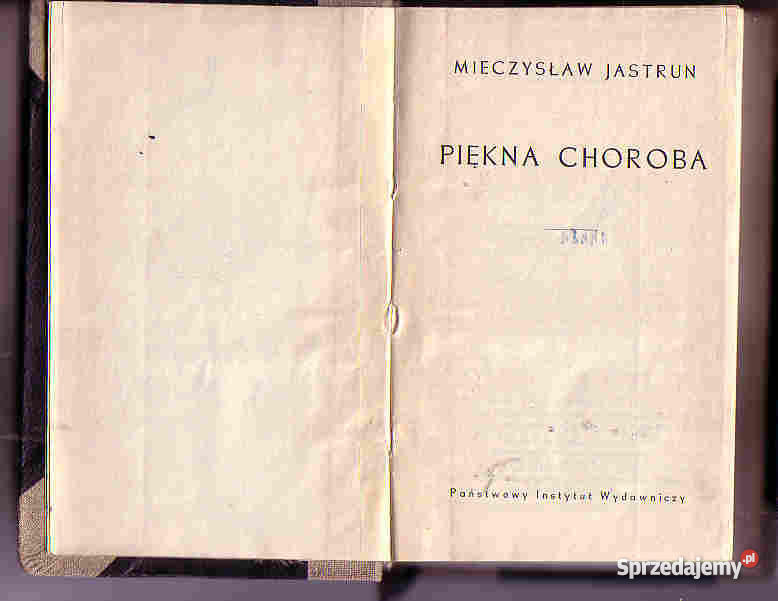 MIECZYSŁAW JASTRUN
PIĘKNA CHOROBA
Państwowy Instytut Wydawniczy
Sprzedajemy.pl